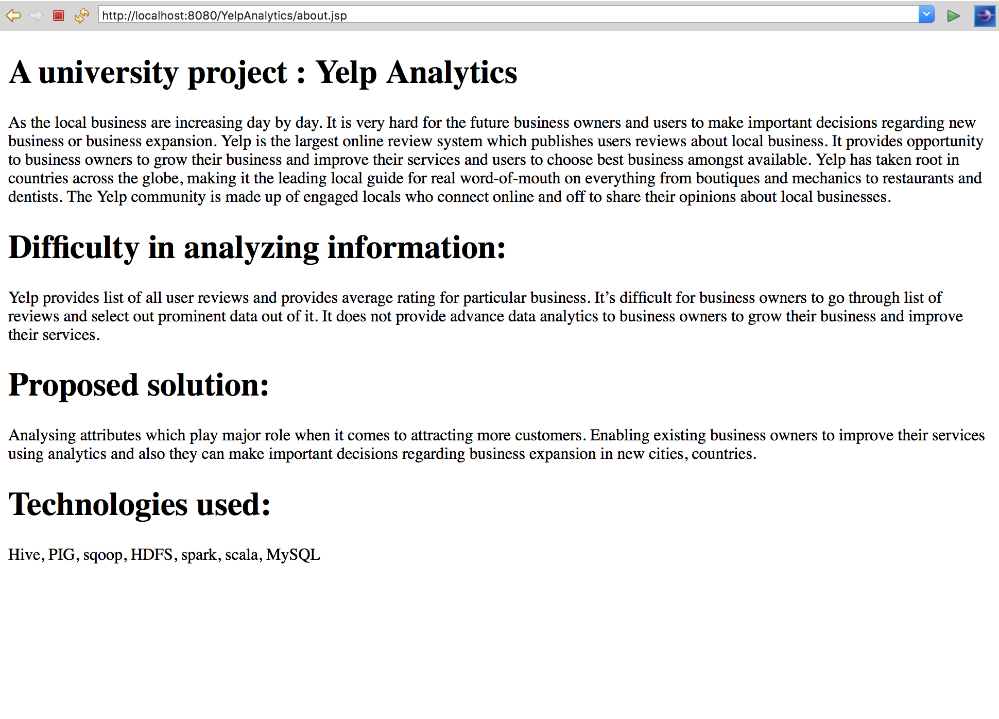 http://localhost:8080/YelpAnalytics/about.jsp
A university project : Yelp Analytics
As the local business are increasing day by day. It is very hard for the future business owners and users to make important decisions regarding new
business or business expansion. Yelp is the largest online review system which publishes users reviews about local business. It provides opportunity
to business owners to grow their business and improve their services and users to choose best business amongst available. Yelp has taken root in
countries across the globe, making it the leading local guide for real word-of-mouth on everything from boutiques and mechanics to restaurants and
dentists. The Yelp community is made up of engaged locals who connect online and off to share their opinions about local businesses.
Difficulty in analyzing information:
Yelp provides list of all user reviews and provides average rating for particular business. It’s difficult for business owners to go through list of
reviews and select out prominent data out of it. It does not provide advance data analytics to business owners to grow their business and improve
their services.
Proposed solution:
Analysing attributes which play major role when it comes to attracting more customers. Enabling existing business owners to improve their services
using analytics and also they can make important decisions regarding business expansion in new cities, countries.
Technologies used:
Hive, PIG, sqoop, HDFS, spark, scala, MySQL